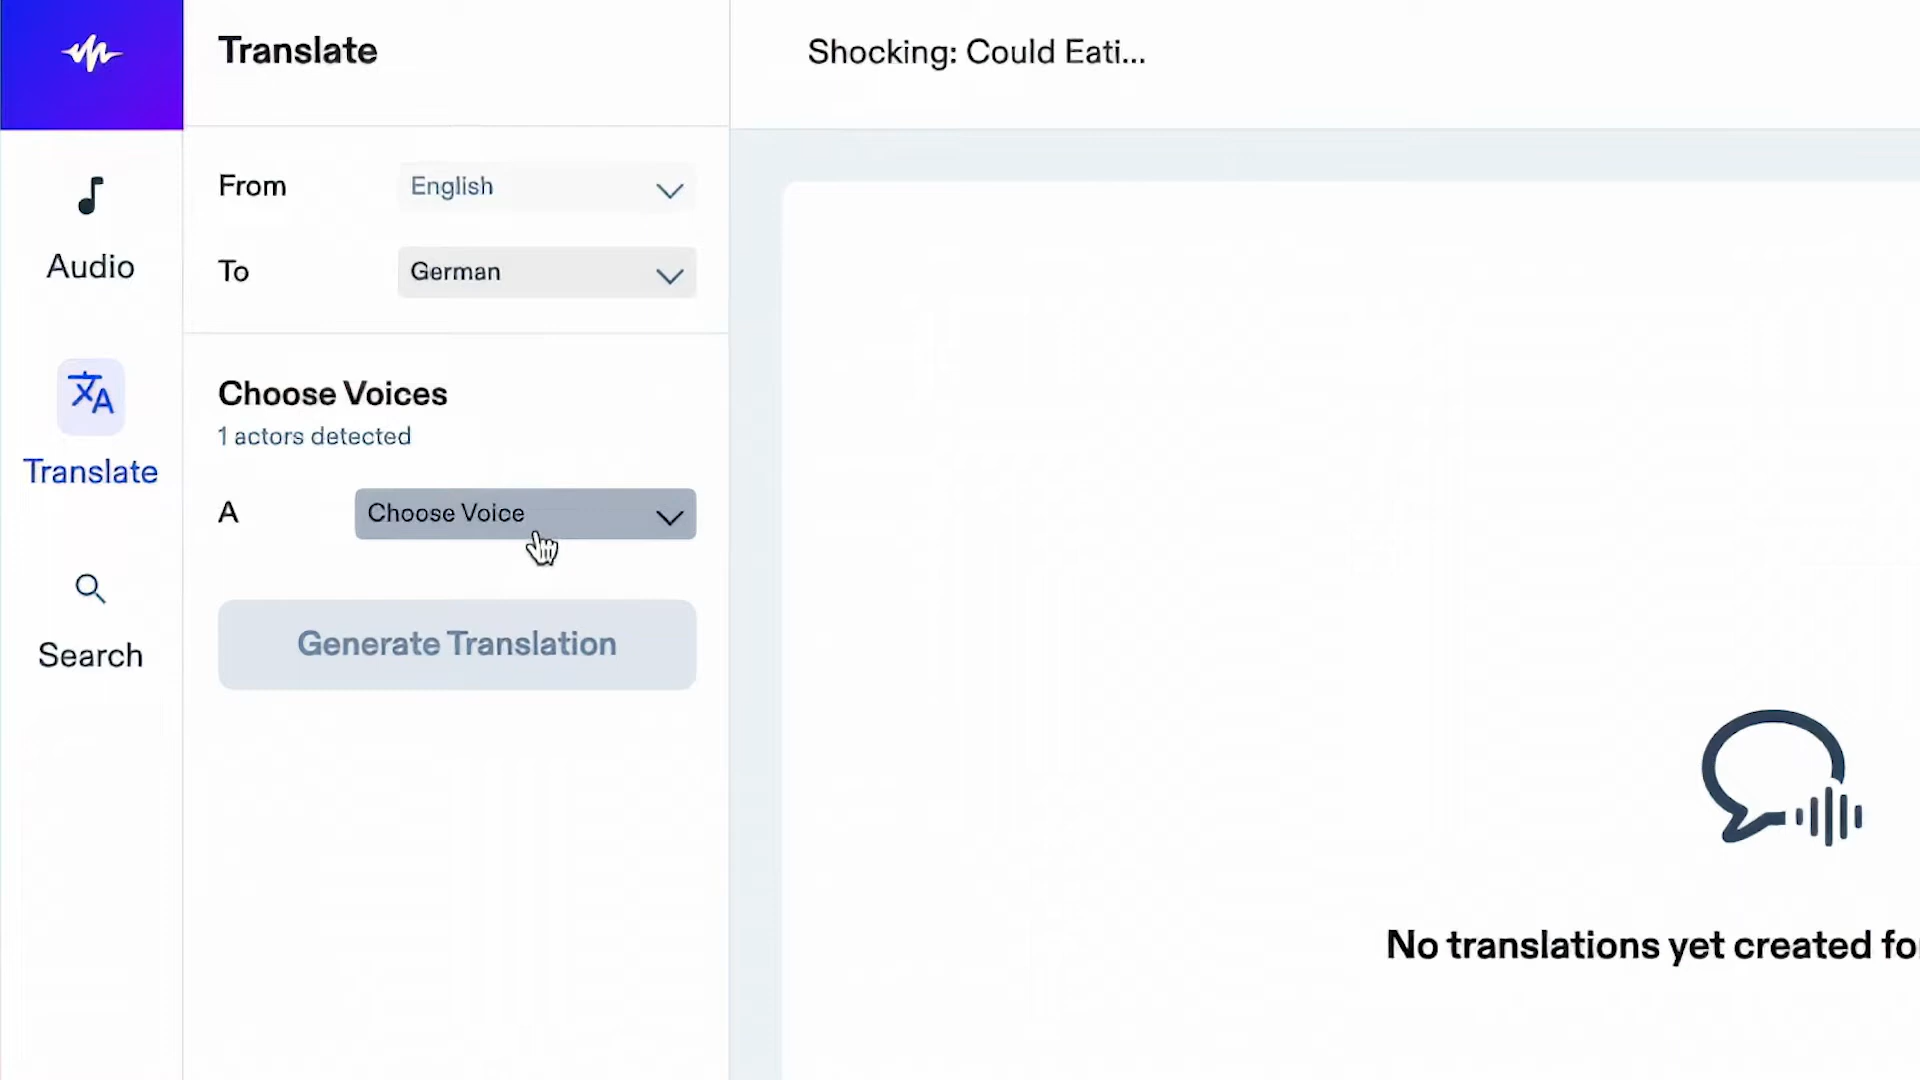 Translate
Shocking: Could Eati...
From
English
To
German
Audio
Translate
Search
Choose Voices
1 actors detected
A
Choose Voice
Generate Translation
No translations yet created fo